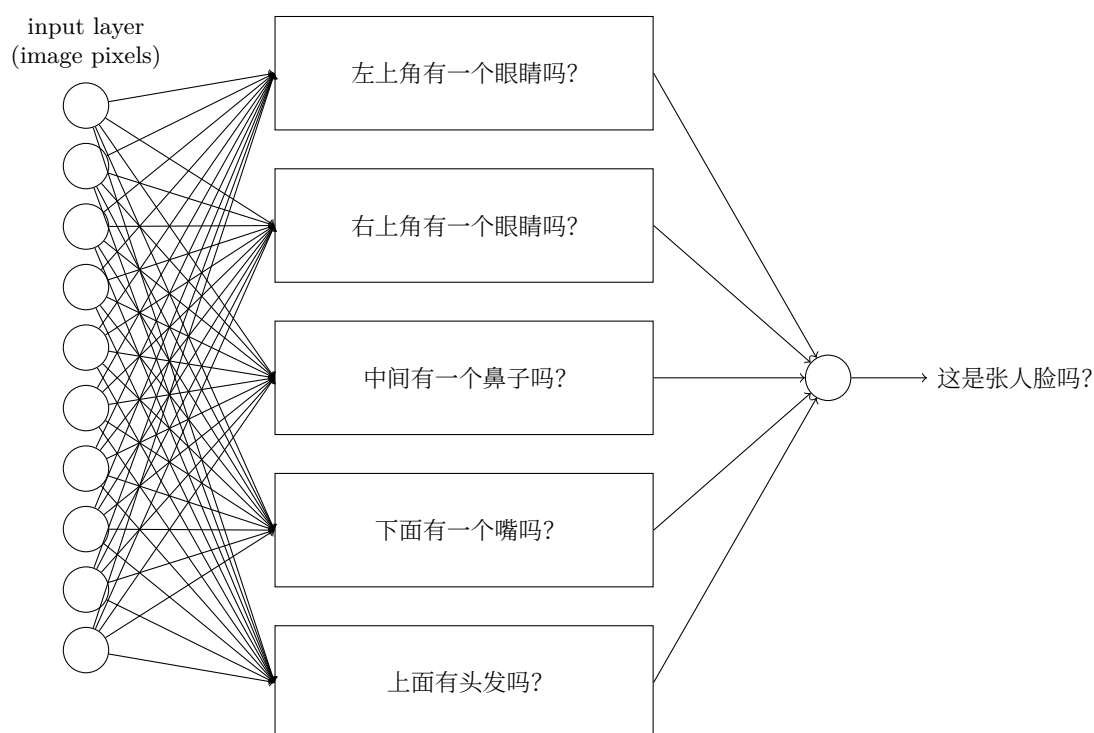 input layer
(image pixels)
左上角有一个眼睛吗?
右上角有一个眼睛吗?
中间有一个鼻子吗?
这是张人脸吗?
下面有一个嘴吗?
上面有头发吗?